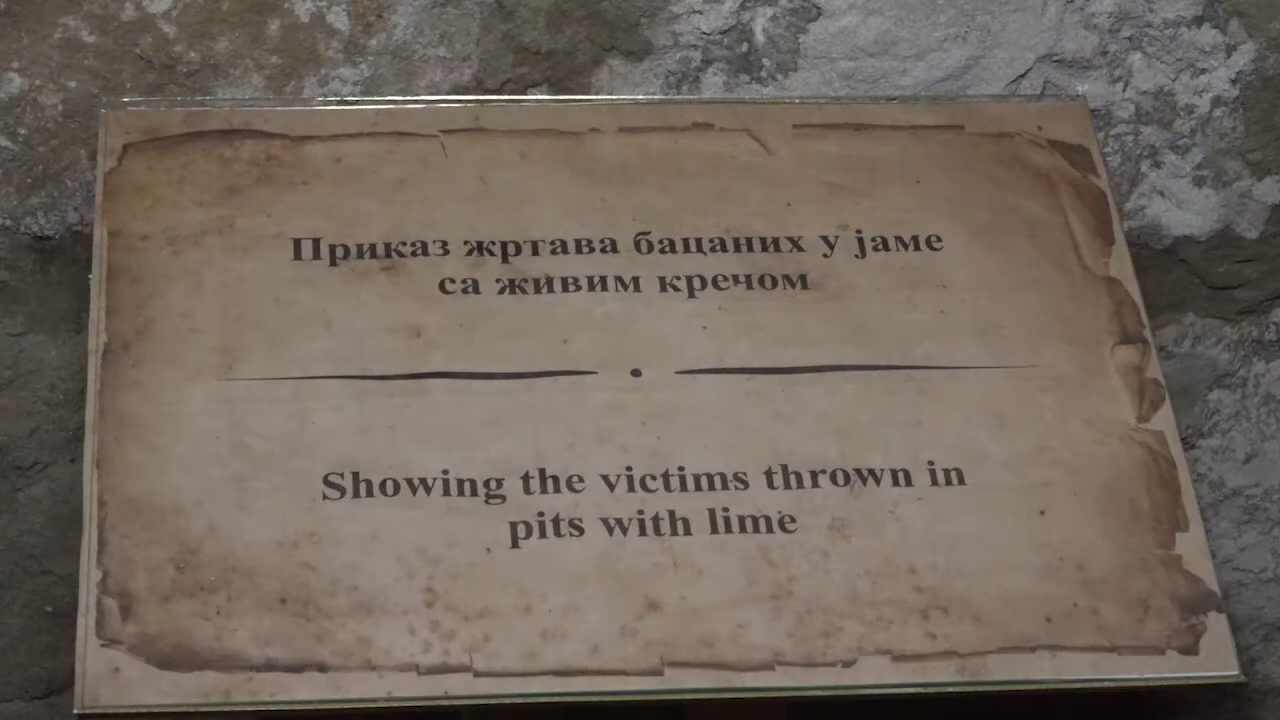 Приказ жртава бацаних у јаме
са живим кречом
Showing the victims thrown in
pits with lime